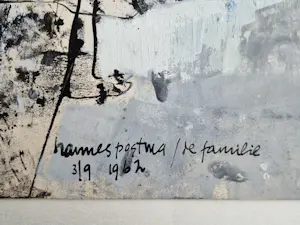 hannes postma / de familie
3/9 1962